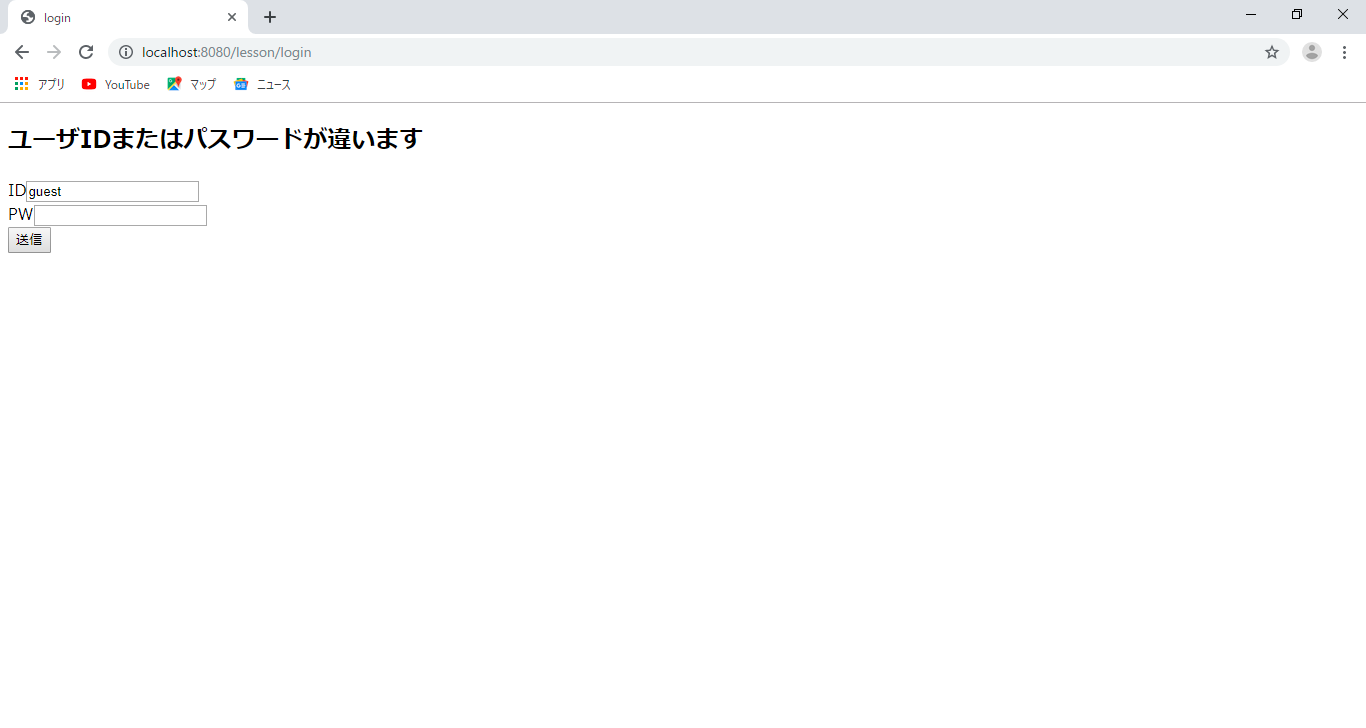 login
localhost:8080/lesson/login
アプリ YouTube マップ ニュース
ユーザIDまたはパスワードが違います
IDguest
PW
送信